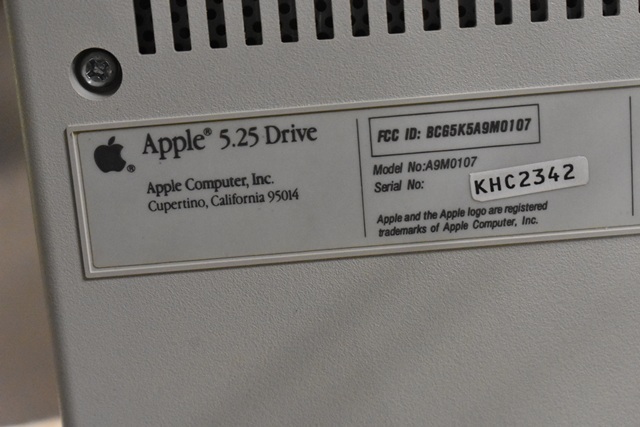 Apple® 5.25 Drive
Apple Computer, Inc.
Cupertino, California 95014
FCC ID: BCG5K5A9M0107
Model No:A9M0107
Serial No: KHC2342
Apple and the Apple logo are registered
trademarks of Apple Computer, Inc.